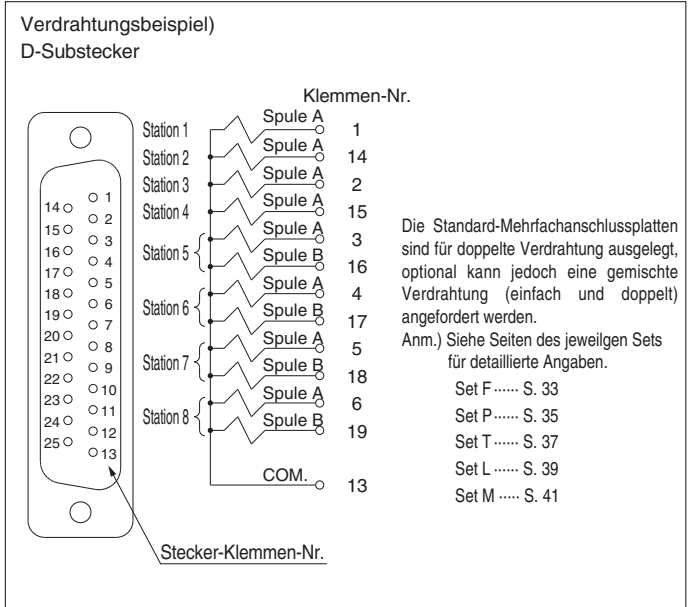 Verdrahtungsbeispiel)
D-Substecker
Klemmen-Nr.
Station 1 Spule A 1
Station 2 Spule A 14
Station 3 Spule A 2
Station 4 Spule A 15
Station 5 Spule A 3
Spule B 16
Station 6 Spule A 4
Spule B 17
Station 7 Spule A 5
Spule B 18
Station 8 Spule A 6
Spule B 19
COM. 13
1
14
2
15
3
16
4
17
5
18
6
19
7
20
8
21
9
22
10
23
11
24
12
25
13
Stecker-Klemmen-Nr.
Die Standard-Mehrfachanschlussplatten
sind für doppelte Verdrahtung ausgelegt,
optional kann jedoch eine gemischte
Verdrahtung (einfach und doppelt)
angefordert werden.
Anm.) Siehe Seiten des jeweilgen Sets
für detaillierte Angaben.
Set F ······ S. 33
Set P ······ S. 35
Set T ······ S. 37
Set L ······ S. 39
Set M ····· S. 41